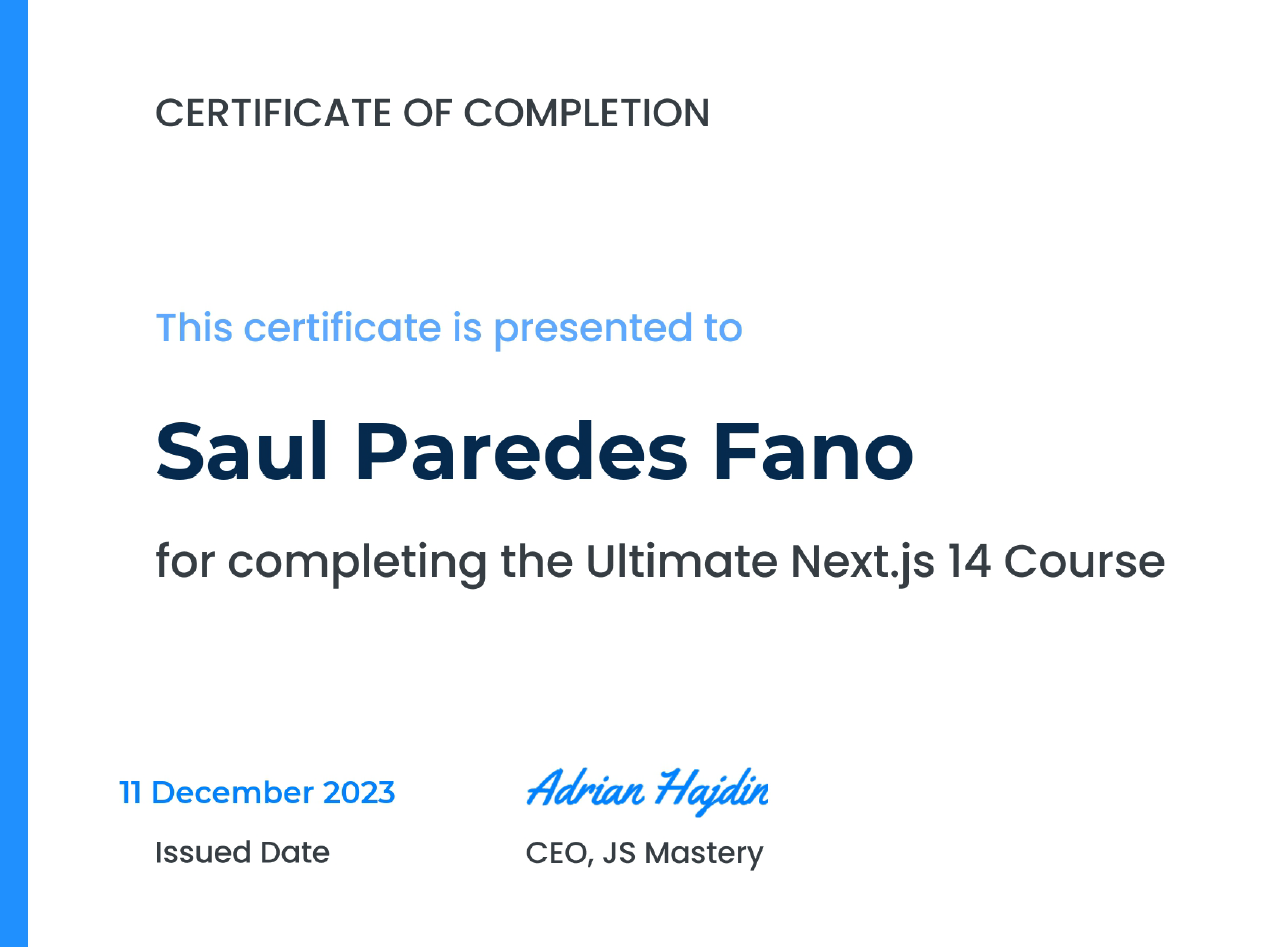 CERTIFICATE OF COMPLETION
This certificate is presented to
Saul Paredes Fano
for completing the Ultimate Next.js 14 Course
11 December 2023
Adrian Hajdin
Issued Date
CEO, JS Mastery